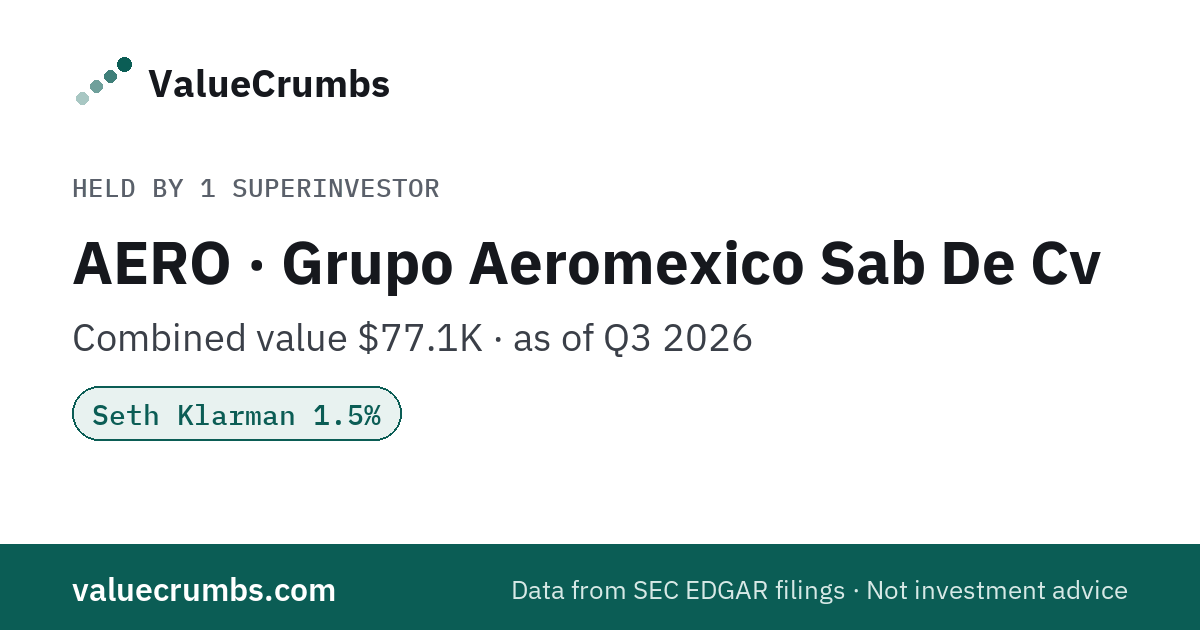 ValueCrumbs
HELD BY 1 SUPERINVESTOR
AERO · Grupo Aeromexico Sab De Cv
Combined value $77.1K · as of Q3 2026
Seth Klarman 1.5%
valuecrumbs.com
Data from SEC EDGAR filings · Not investment advice